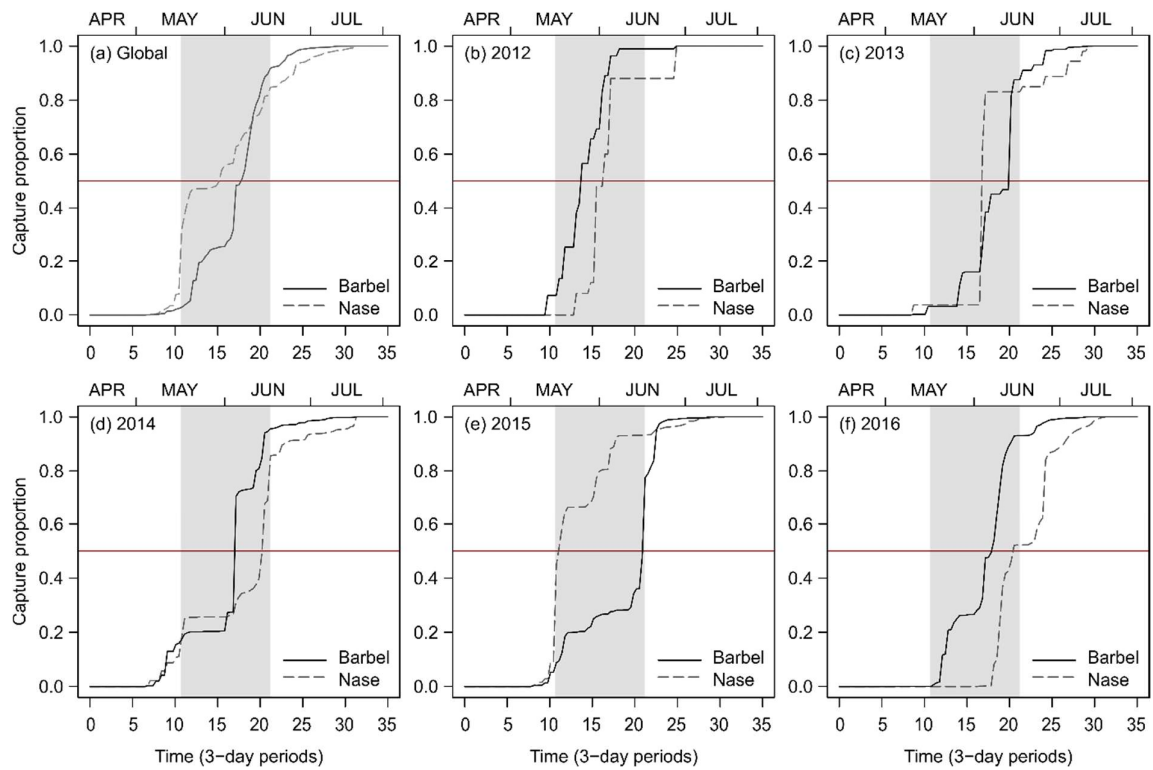 APR MAY JUN JUL APR MAY JUN JUL APR MAY JUN JUL
(a) Global
(b) 2012
(c) 2013
1.0
0.8
0.6
0.4
0.2
0.0
1.0
0.8
0.6
0.4
0.2
0.0
1.0
0.8
0.6
0.4
0.2
0.0
Capture proportion
Barbel
Nase
Barbel
Nase
Barbel
Nase
0 5 10 15 20 25 30 35
0 5 10 15 20 25 30 35
0 5 10 15 20 25 30 35
APR MAY JUN JUL APR MAY JUN JUL APR MAY JUN JUL
(d) 2014
(e) 2015
(f) 2016
1.0
0.8
0.6
0.4
0.2
0.0
1.0
0.8
0.6
0.4
0.2
0.0
1.0
0.8
0.6
0.4
0.2
0.0
Capture proportion
Barbel
Nase
Barbel
Nase
Barbel
Nase
0 5 10 15 20 25 30 35
0 5 10 15 20 25 30 35
0 5 10 15 20 25 30 35
Time (3−day periods)
Time (3−day periods)
Time (3−day periods)